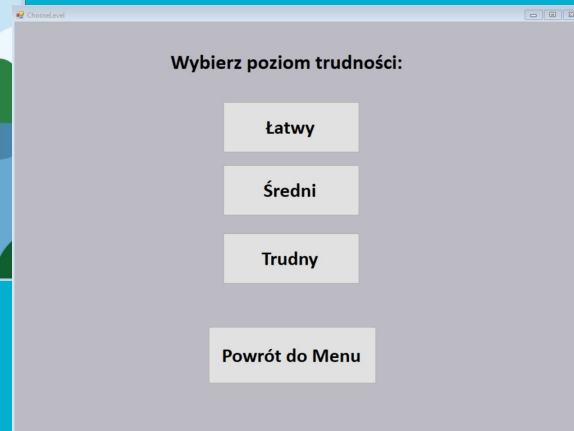 ChooseLevel
Wybierz poziom trudności:
Łatwy
Średni
Trudny
Powrót do Menu